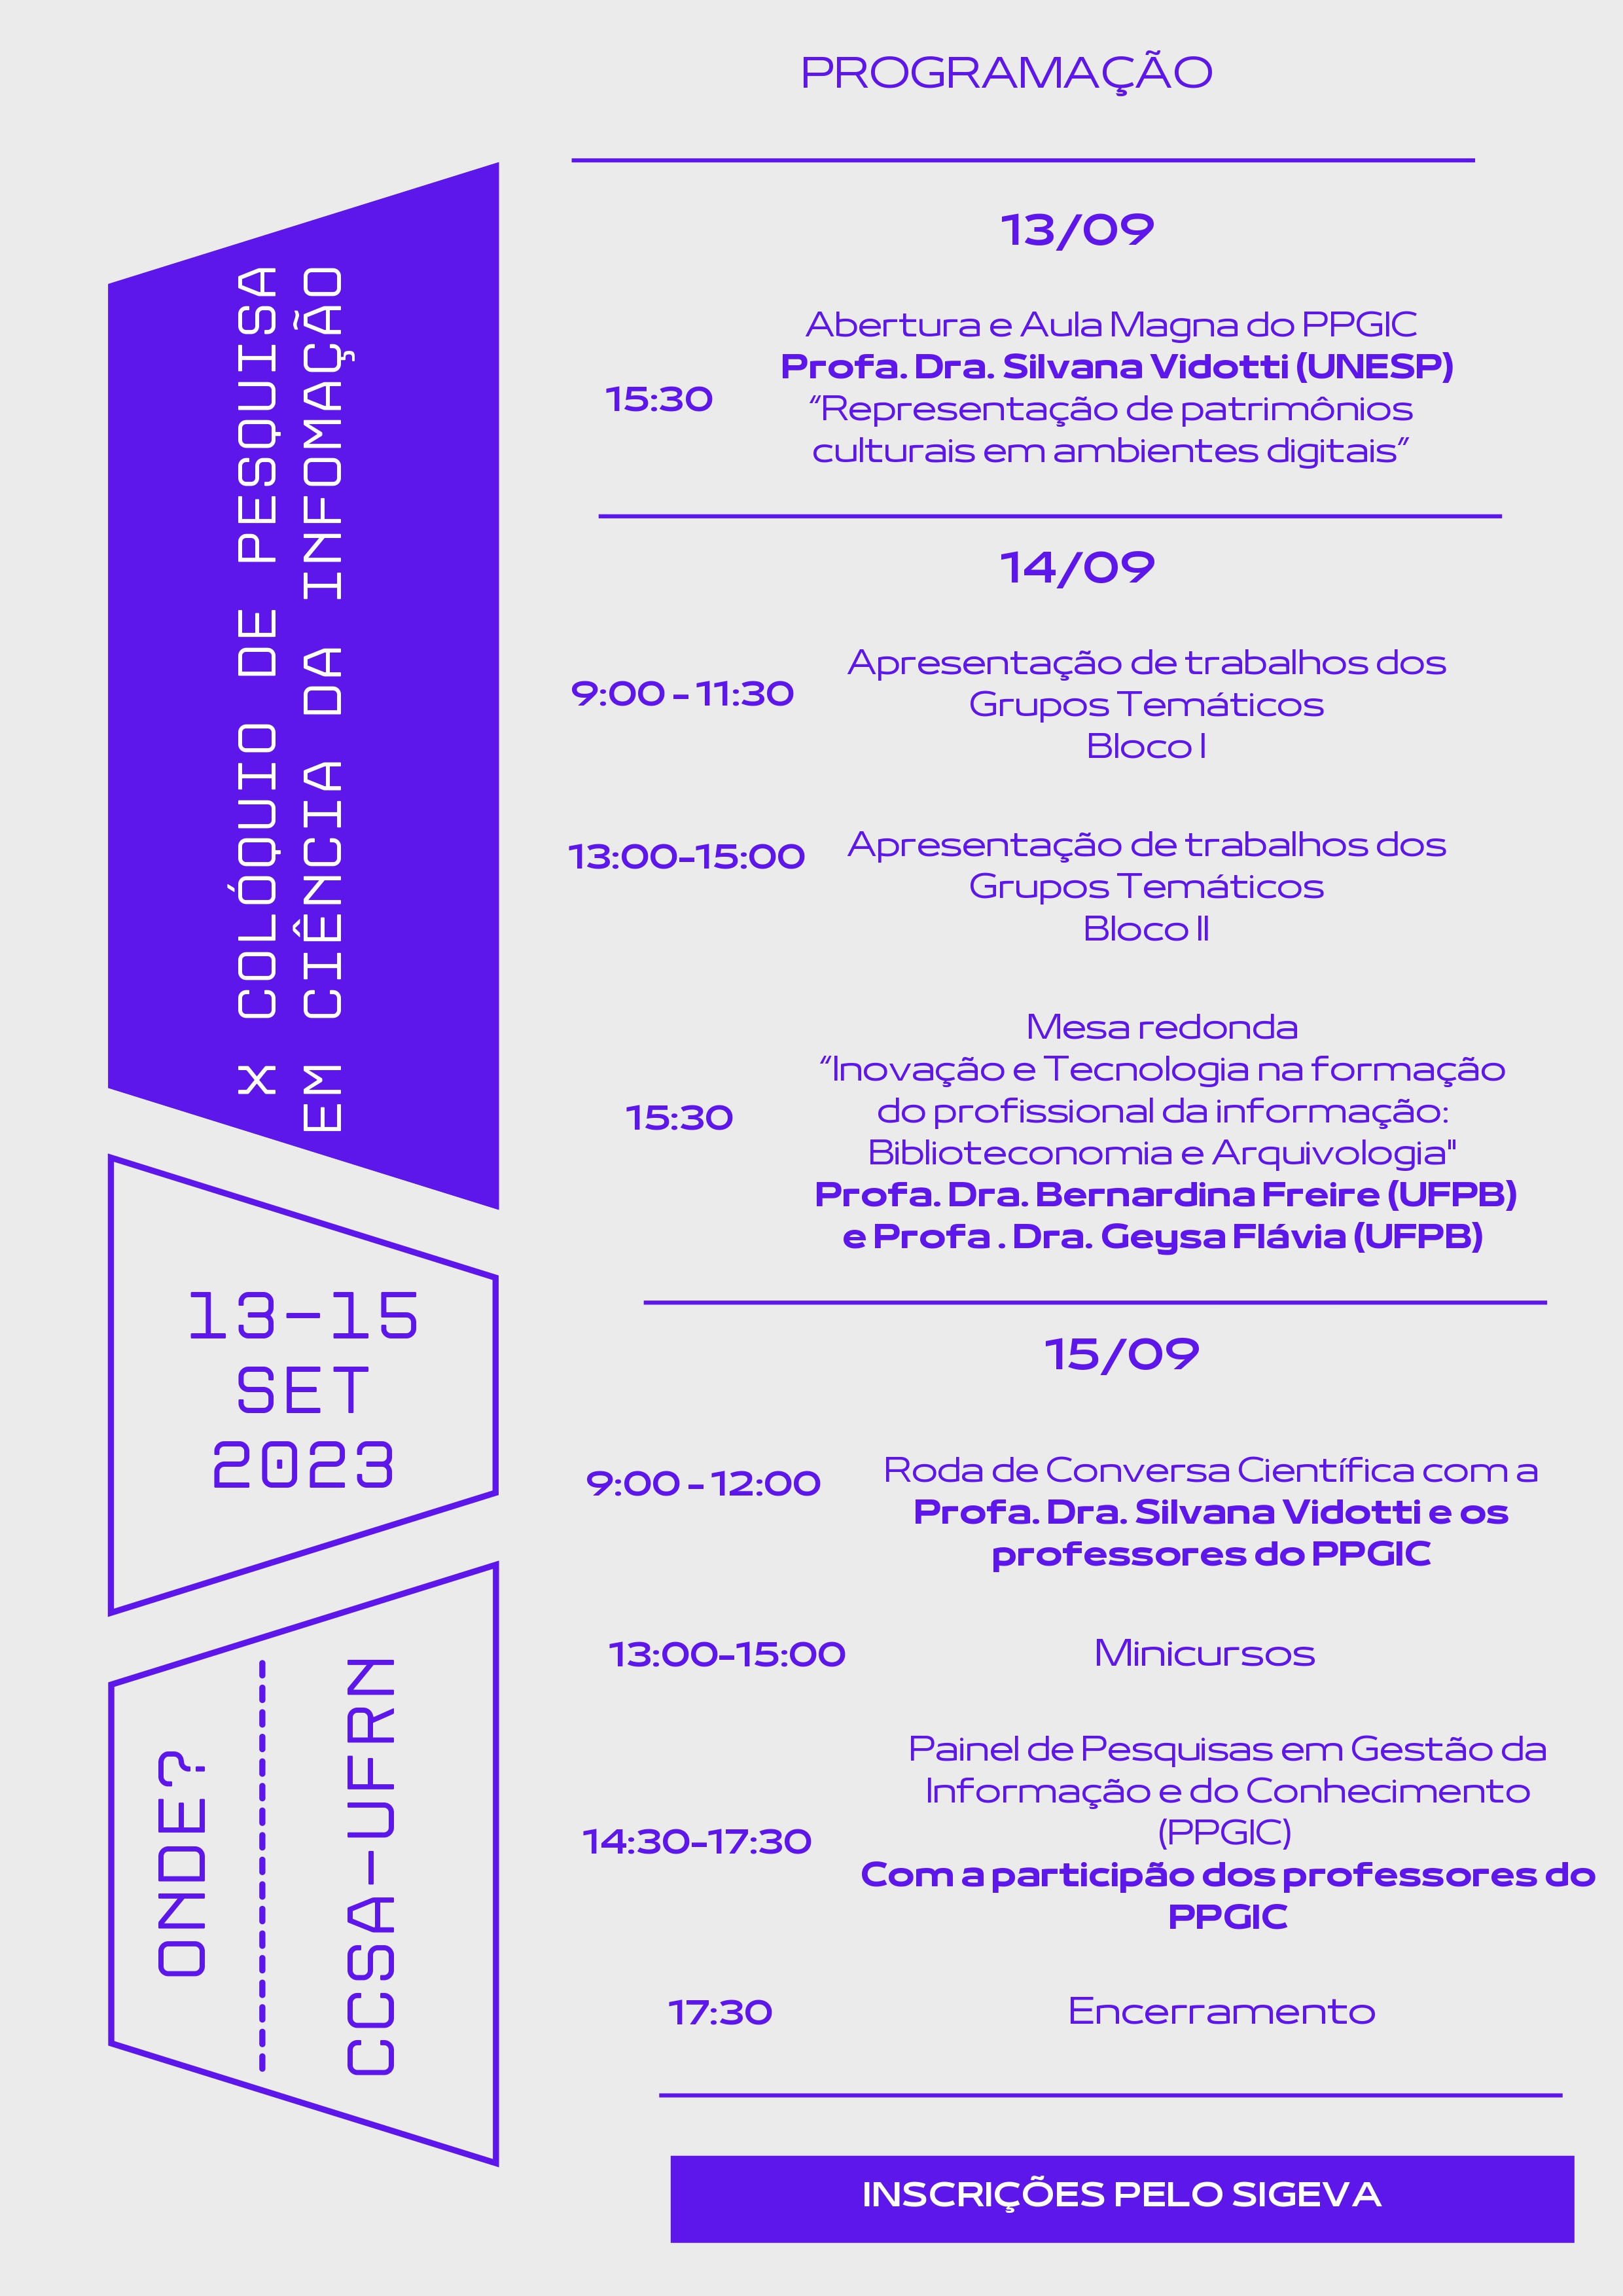 PROGRAMAÇÃO
X COLÓQUIO DE PESQUISA
EM CIÊNCIA DA INFOMAÇÃO
13-15
SET
2023
ONDE?
CCSA-UFRN
13/09
15:30
Abertura e Aula Magna do PPGIC
Profa. Dra. Silvana Vidotti (UNESP)
“Representação de patrimônios
culturais em ambientes digitais”
14/09
9:00 - 11:30
Apresentação de trabalhos dos
Grupos Temáticos
Bloco I
13:00-15:00
Apresentação de trabalhos dos
Grupos Temáticos
Bloco II
15:30
Mesa redonda
“Inovação e Tecnologia na formação
do profissional da informação:
Biblioteconomia e Arquivologia"
Profa. Dra. Bernardina Freire (UFPB)
e Profa . Dra. Geysa Flávia (UFPB)
15/09
9:00 - 12:00
Roda de Conversa Científica com a
Profa. Dra. Silvana Vidotti e os
professores do PPGIC
13:00-15:00
Minicursos
14:30-17:30
Painel de Pesquisas em Gestão da
Informação e do Conhecimento
(PPGIC)
Com a participão dos professores do
PPGIC
17:30
Encerramento
INSCRIÇÕES PELO SIGEVA